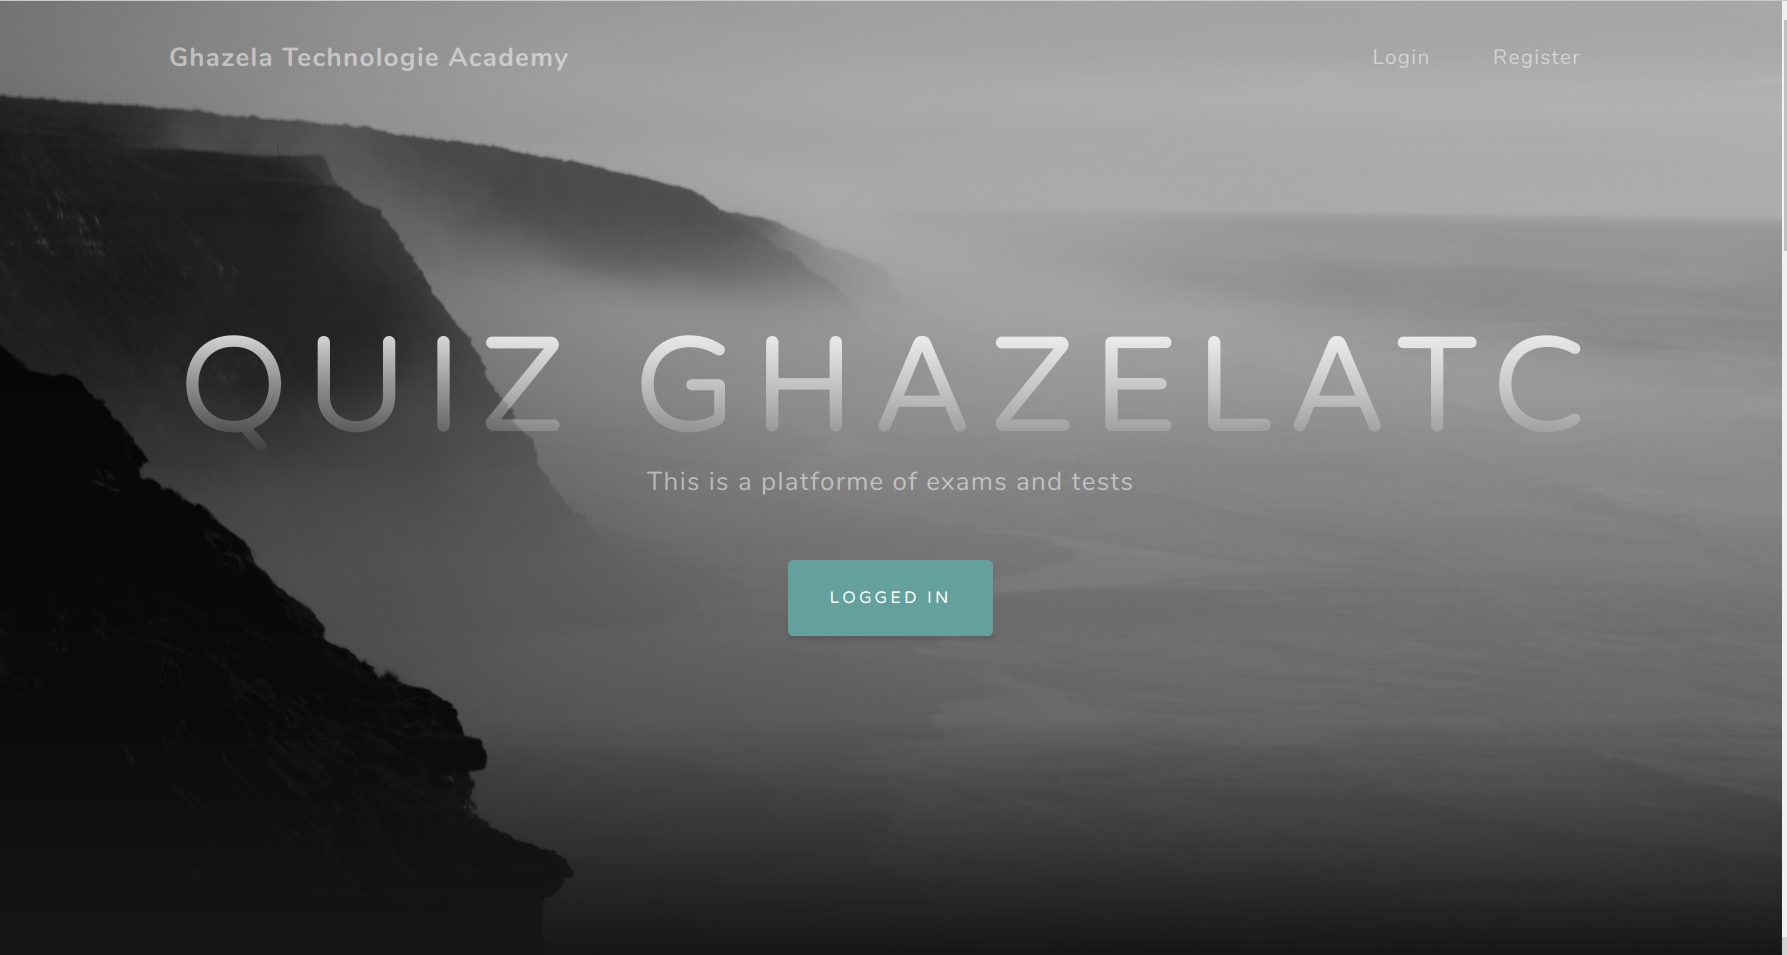 Ghazela Technologie Academy
Login Register
QUIZ GHAZELATC
This is a platforme of exams and tests
LOGGED IN